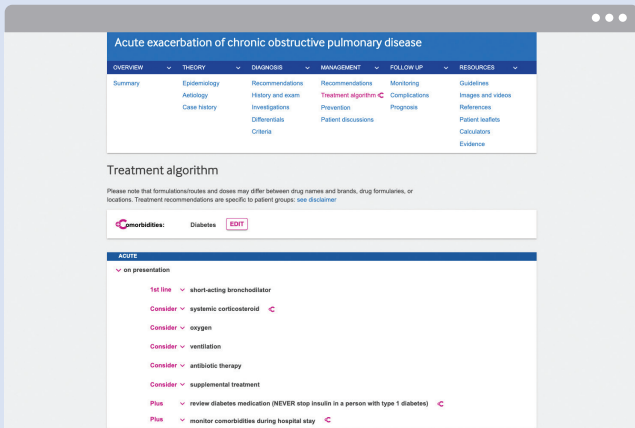 Acute exacerbation of chronic obstructive pulmonary disease
OVERVIEW THEORY DIAGNOSIS MANAGEMENT FOLLOW UP RESOURCES
Summary Epidemiology Recommendations Recommendations Monitoring Guidelines
Aetiology History and exam Treatment algorithm Complications Images and videos
Case history Investigations Prevention Prognosis References
Differentials Patient discussions Patient leaflets
Criteria Calculators
Evidence
Treatment algorithm
Please note that formulations/routes and doses may differ between drug names and brands, drug formularies, or
locations. Treatment recommendations are specific to patient groups: see disclaimer
Comorbidities: Diabetes EDIT
ACUTE
on presentation
1st line short-acting bronchodilator
Consider systemic corticosteroid
Consider oxygen
Consider ventilation
Consider antibiotic therapy
Consider supplemental treatment
Plus review diabetes medication (NEVER stop insulin in a person with type 1 diabetes)
Plus monitor comorbidities during hospital stay